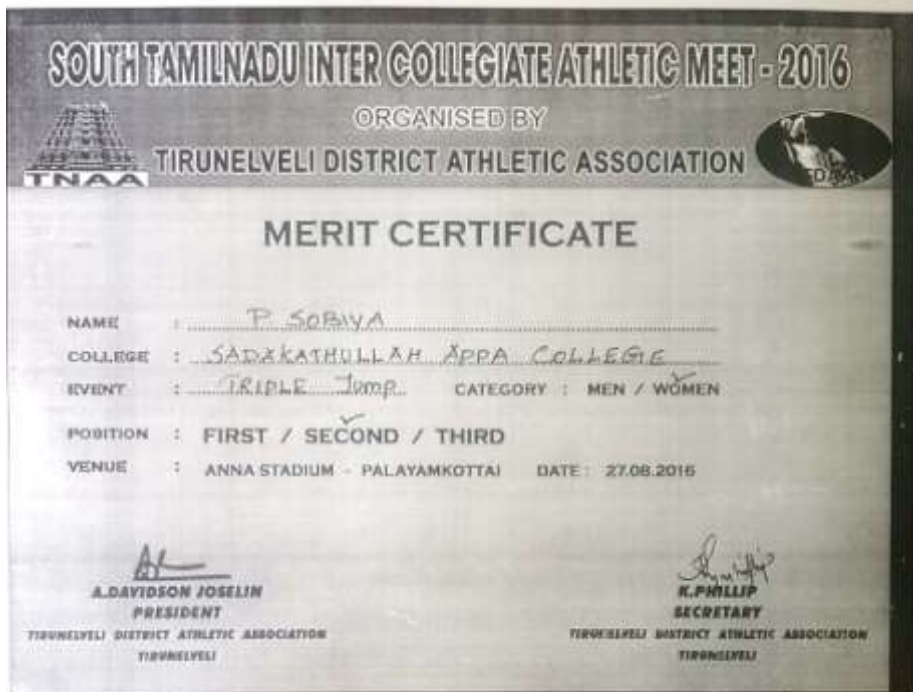 SOUTH TAMILNADU INTER COLLEGIATE ATHLETIC MEET - 2016
ORGANISED BY
TIRUNELVELI DISTRICT ATHLETIC ASSOCIATION
TNAA
TDAA
MERIT CERTIFICATE
NAME : P. SOBIYA
COLLEGE : SADAKATHULLAH APPA COLLEGE
EVENT : TRIPLE Jump CATEGORY : MEN / WOMEN
POSITION : FIRST / SECOND / THIRD
VENUE : ANNA STADIUM - PALAYAMKOTTAI DATE : 27.08.2016
A.DAVIDSON JOSELIN
PRESIDENT
TIRUNELVELI DISTRICT ATHLETIC ASSOCIATION
TIRUNELVELI
K.PHILLIP
SECRETARY
TIRUNELVELI DISTRICT ATHLETIC ASSOCIATION
TIRUNELVELI